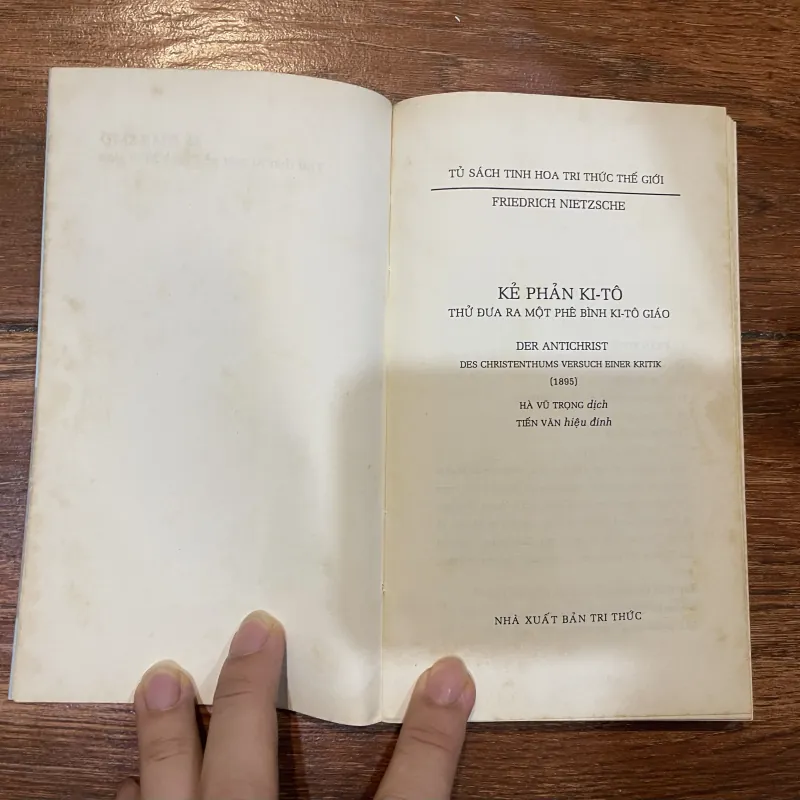 TỦ SÁCH TINH HOA TRI THỨC THẾ GIỚI
FRIEDRICH NIETZSCHE
KẺ PHẢN KI-TÔ
THỬ ĐƯA RA MỘT PHÊ BÌNH KI-TÔ GIÁO
DER ANTICHRIST
DES CHRISTENTHUMS VERSUCH EINER KRITIK
(1895)
HÀ VŨ TRỌNG dịch
TIẾN VĂN hiệu đính
NHÀ XUẤT BẢN TRI THỨC